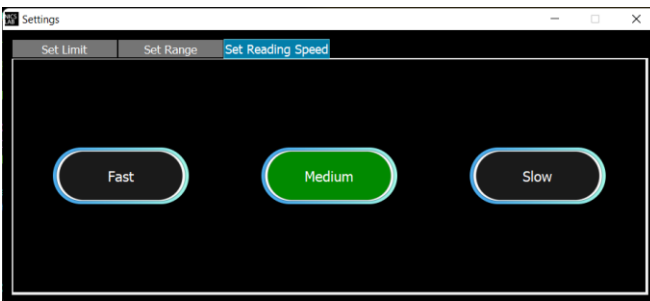 Settings
Set Limit Set Range Set Reading Speed
Fast Medium Slow